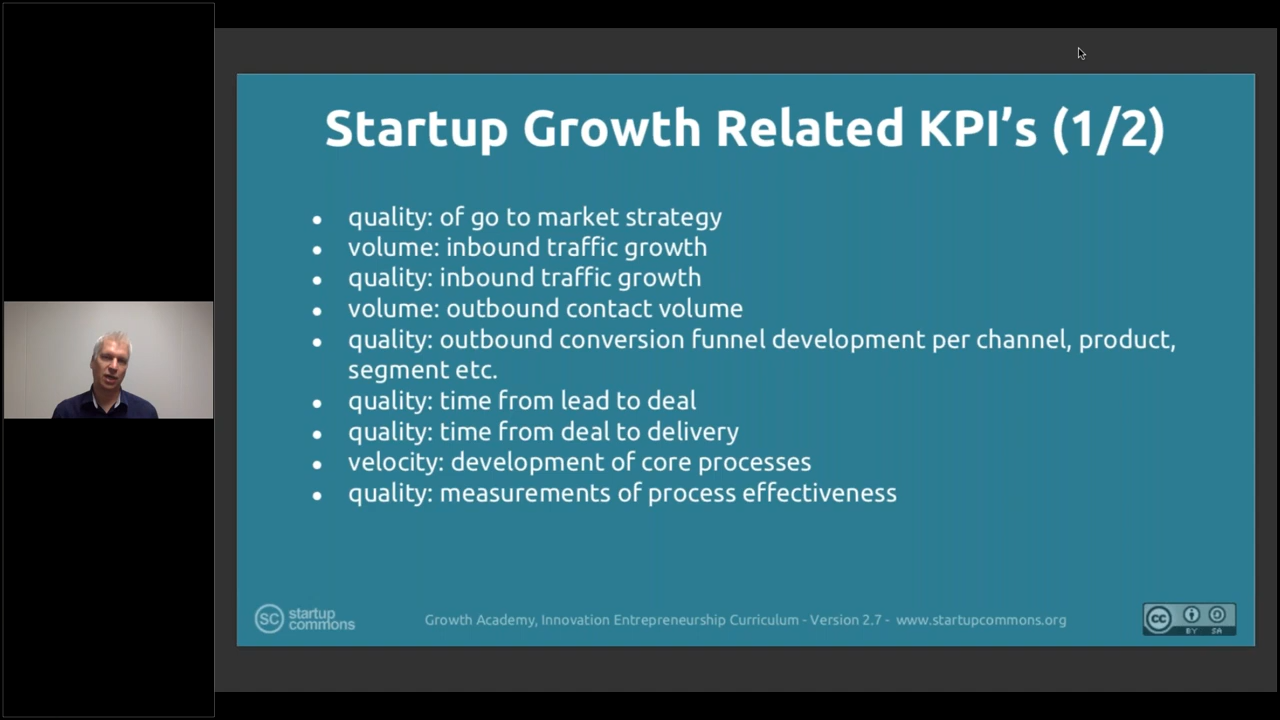 Startup Growth Related KPI's (1/2)
● quality: of go to market strategy
● volume: inbound traffic growth
● quality: inbound traffic growth
● volume: outbound contact volume
● quality: outbound conversion funnel development per channel, product,
segment etc.
● quality: time from lead to deal
● quality: time from deal to delivery
● velocity: development of core processes
● quality: measurements of process effectiveness
SC startup
commons
Growth Academy, Innovation Entrepreneurship Curriculum - Version 2.7 - www.startupcommons.org
cc
BY SA